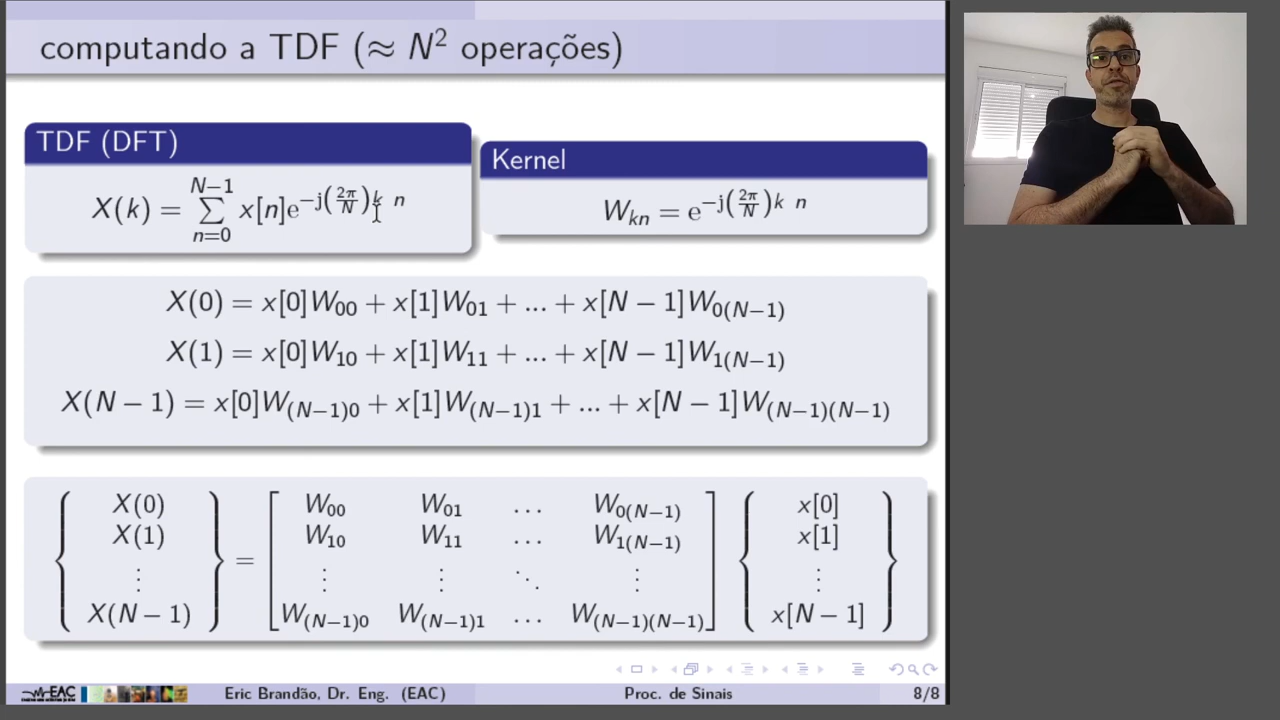 computando a TDF (≈ N² operações)
TDF (DFT)
X(k) = ∑_{n=0}^{N−1} x[n]e^{−j(2π/N)k n}
Kernel
W_{kn} = e^{−j(2π/N)k n}
X(0) = x[0]W_{00} + x[1]W_{01} + ... + x[N − 1]W_{0(N−1)}
X(1) = x[0]W_{10} + x[1]W_{11} + ... + x[N − 1]W_{1(N−1)}
X(N − 1) = x[0]W_{(N−1)0} + x[1]W_{(N−1)1} + ... + x[N − 1]W_{(N−1)(N−1)}
X(0) W_{00} W_{01} ... W_{0(N−1)} x[0]
X(1) W_{10} W_{11} ... W_{1(N−1)} x[1]
⋮ = ⋮ ⋮ ⋱ ⋮ ⋮
X(N − 1) W_{(N−1)0} W_{(N−1)1} ... W_{(N−1)(N−1)} x[N − 1]
EAC Eric Brandão, Dr. Eng. (EAC) Proc. de Sinais 8/8